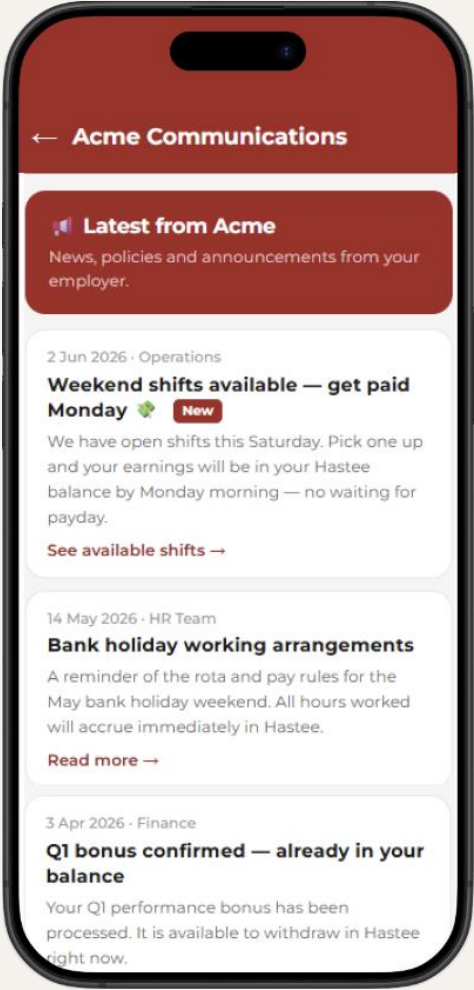 ← Acme Communications
📢 Latest from Acme
News, policies and announcements from your
employer.
2 Jun 2026 · Operations
Weekend shifts available — get paid
Monday 💸 New
We have open shifts this Saturday. Pick one up
and your earnings will be in your Hastee
balance by Monday morning — no waiting for
payday.
See available shifts →
14 May 2026 · HR Team
Bank holiday working arrangements
A reminder of the rota and pay rules for the
May bank holiday weekend. All hours worked
will accrue immediately in Hastee.
Read more →
3 Apr 2026 · Finance
Q1 bonus confirmed — already in your
balance
Your Q1 performance bonus has been
processed. It is available to withdraw in Hastee
right now.